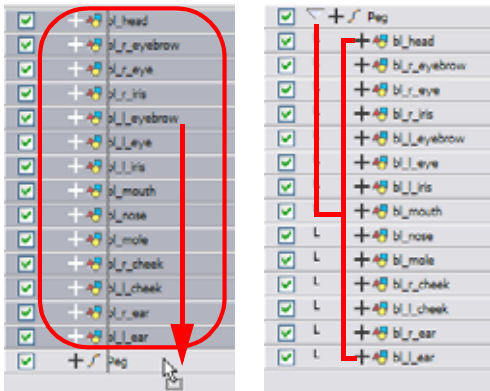 bl_head
bl_r_eyebrow
bl_r_eye
bl_r_iris
bl_l_eyebrow
bl_l_eye
bl_l_iris
bl_mouth
bl_nose
bl_mole
bl_r_cheek
bl_l_cheek
bl_r_ear
bl_l_ear
Peg
Peg
bl_head
bl_r_eyebrow
bl_r_eye
bl_r_iris
bl_l_eyebrow
bl_l_eye
bl_l_iris
bl_mouth
bl_nose
bl_mole
bl_r_cheek
bl_l_cheek
bl_r_ear
bl_l_ear